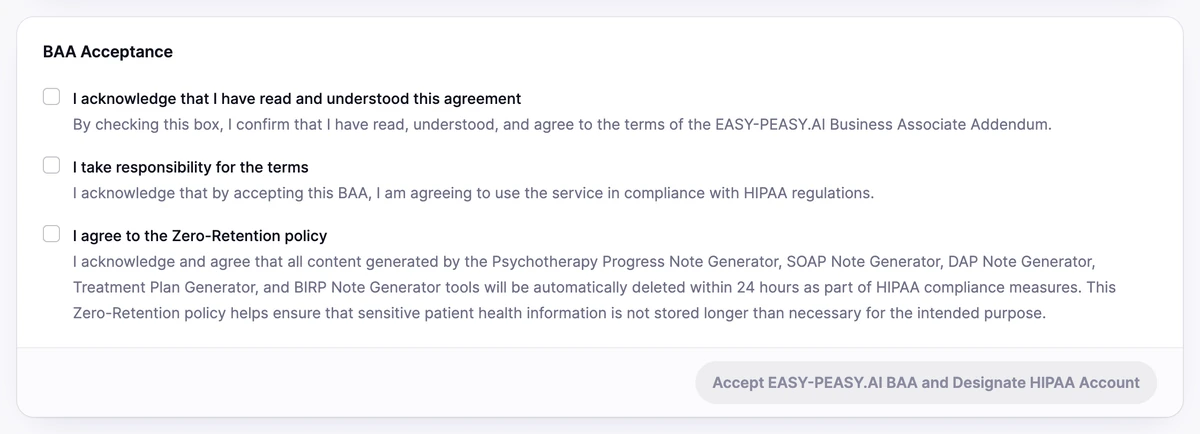 BAA Acceptance
I acknowledge that I have read and understood this agreement
By checking this box, I confirm that I have read, understood, and agree to the terms of the EASY-PEASY.AI Business Associate Addendum.
I take responsibility for the terms
I acknowledge that by accepting this BAA, I am agreeing to use the service in compliance with HIPAA regulations.
I agree to the Zero-Retention policy
I acknowledge and agree that all content generated by the Psychotherapy Progress Note Generator, SOAP Note Generator, DAP Note Generator,
Treatment Plan Generator, and BIRP Note Generator tools will be automatically deleted within 24 hours as part of HIPAA compliance measures. This
Zero-Retention policy helps ensure that sensitive patient health information is not stored longer than necessary for the intended purpose.
Accept EASY-PEASY.AI BAA and Designate HIPAA Account